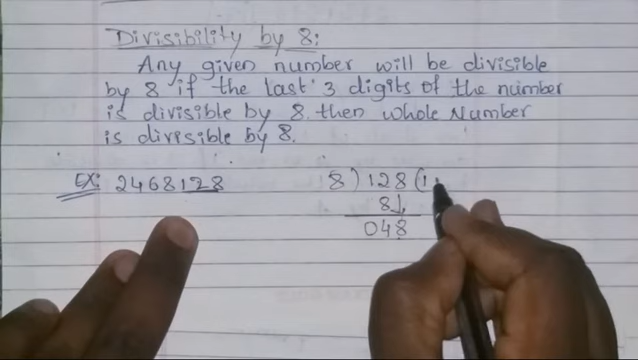 Divisibility by 8:
Any given number will be divisible
by 8 if the last 3 digits of the number
is divisible by 8. then whole Number
is divisible by 8.
Ex: 2468128 8)128(1
8↓
048